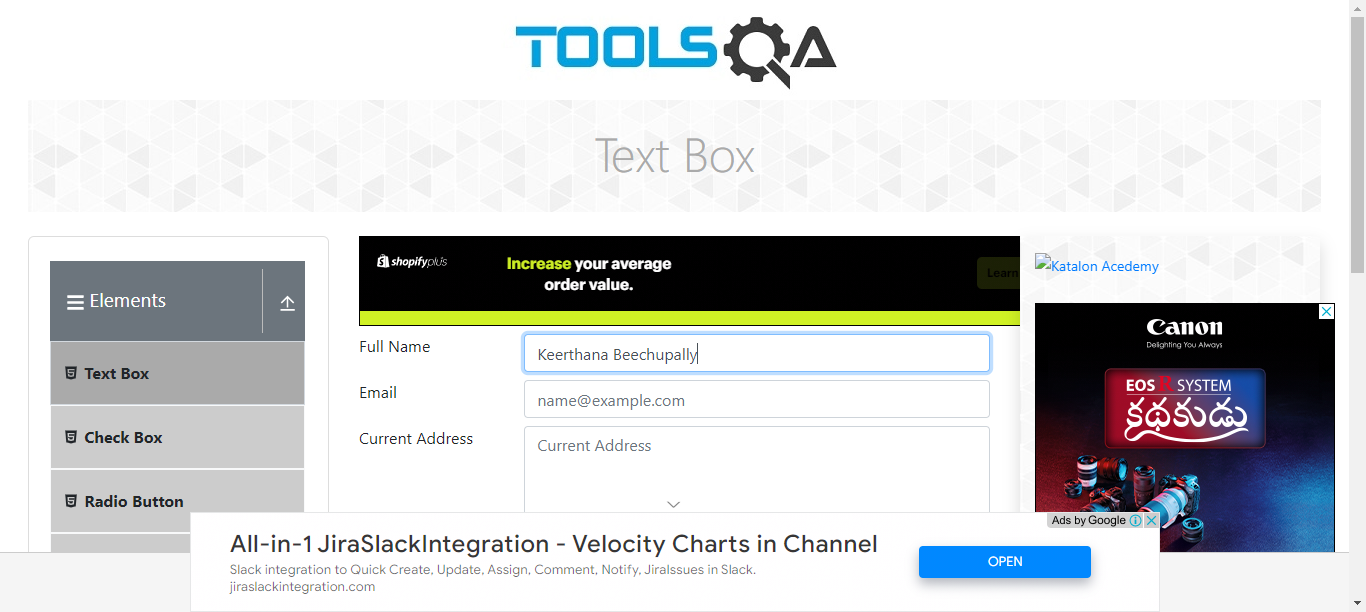 TOOLSQA
Text Box
Elements
Text Box
Check Box
Radio Button
shopifyplus
Increase your average
order value.
Learn
Full Name
Keerthana Beechupally
Email
name@example.com
Current Address
Current Address
Katalon Acedemy
Canon
Delighting You Always
EOS R SYSTEM
కథకుడు
Ads by Google
All-in-1 JiraSlackIntegration - Velocity Charts in Channel
Slack integration to Quick Create, Update, Assign, Comment, Notify, JiraIssues in Slack.
jiraslackintegration.com
OPEN